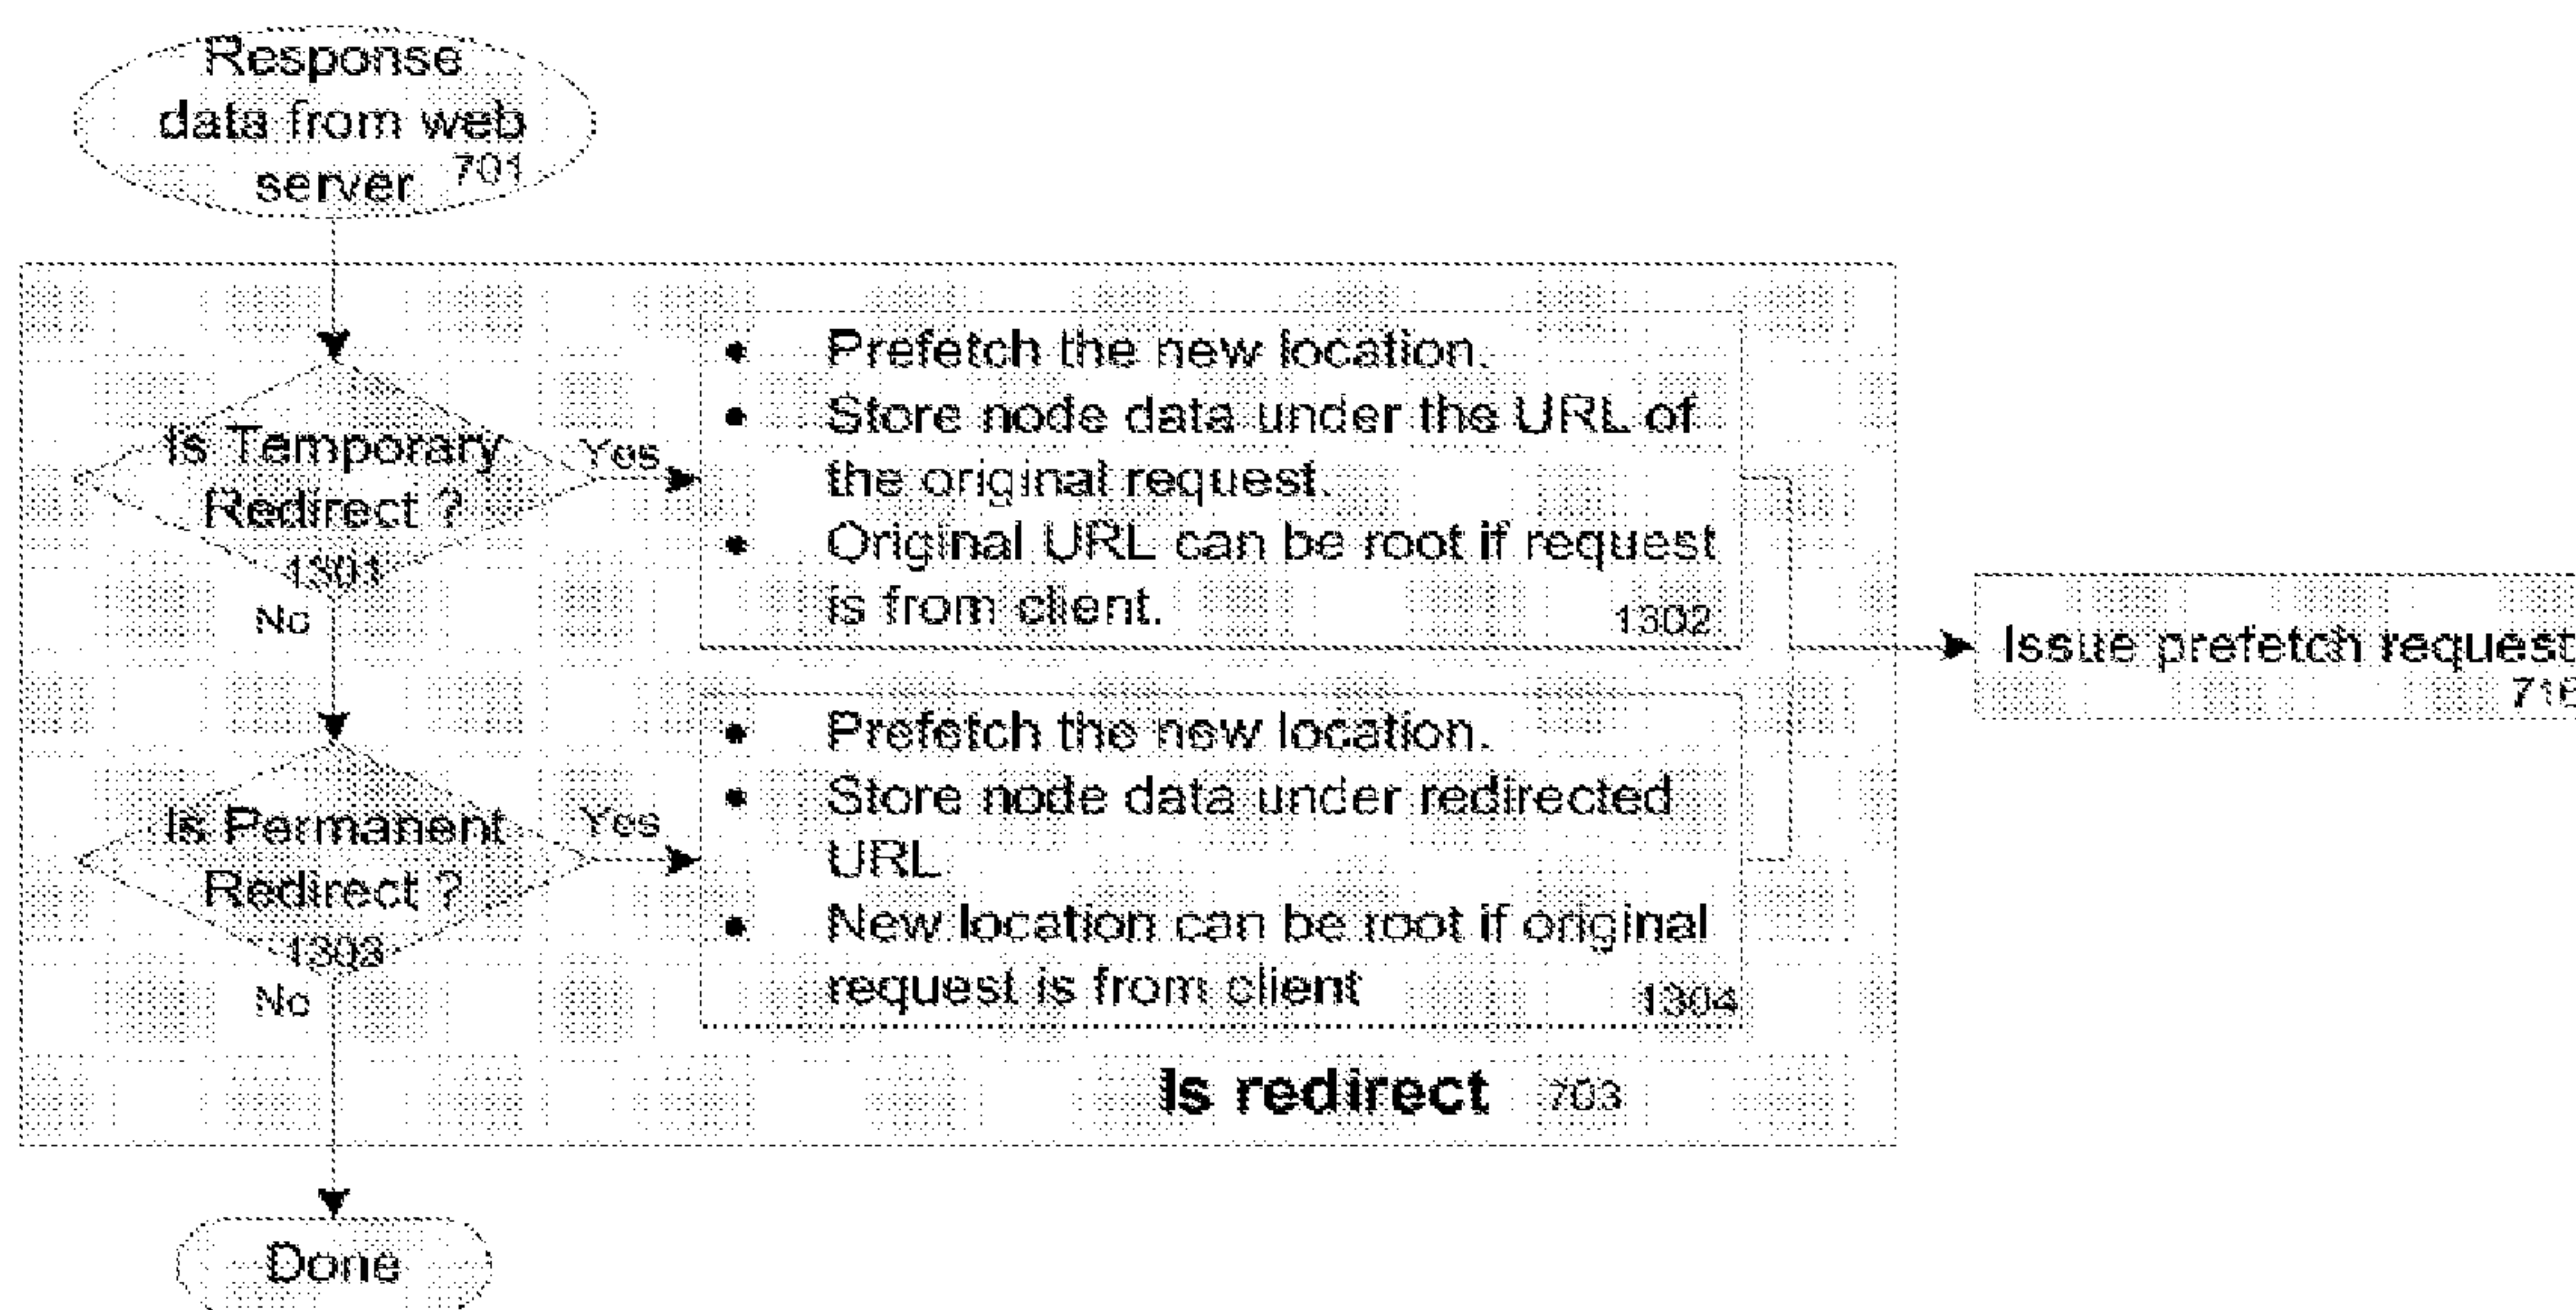 Response
data from web
server 701
Is Temporary
Redirect ?
1301
Yes
No
• Prefetch the new location.
• Store node data under the URL of
the original request.
• Original URL can be root if request
is from client.
1302
Issue prefetch request
Is Permanent
Redirect ?
1303
Yes
No
• Prefetch the new location.
• Store node data under redirected
URL
• New location can be root if original
request is from client
1304
Is redirect 703
Done